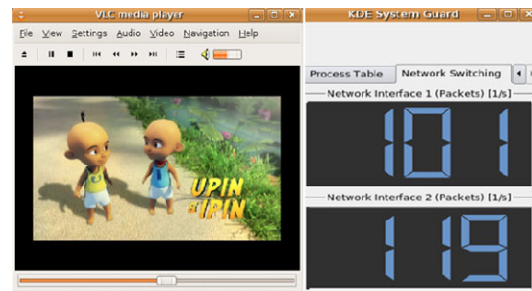 VLC media player
File View Settings Audio Video Navigation Help
UPIN
& IPIN
KDE System Guard
Process Table Network Switching
Network Interface 1 (Packets) [1/s]
101
Network Interface 2 (Packets) [1/s]
119